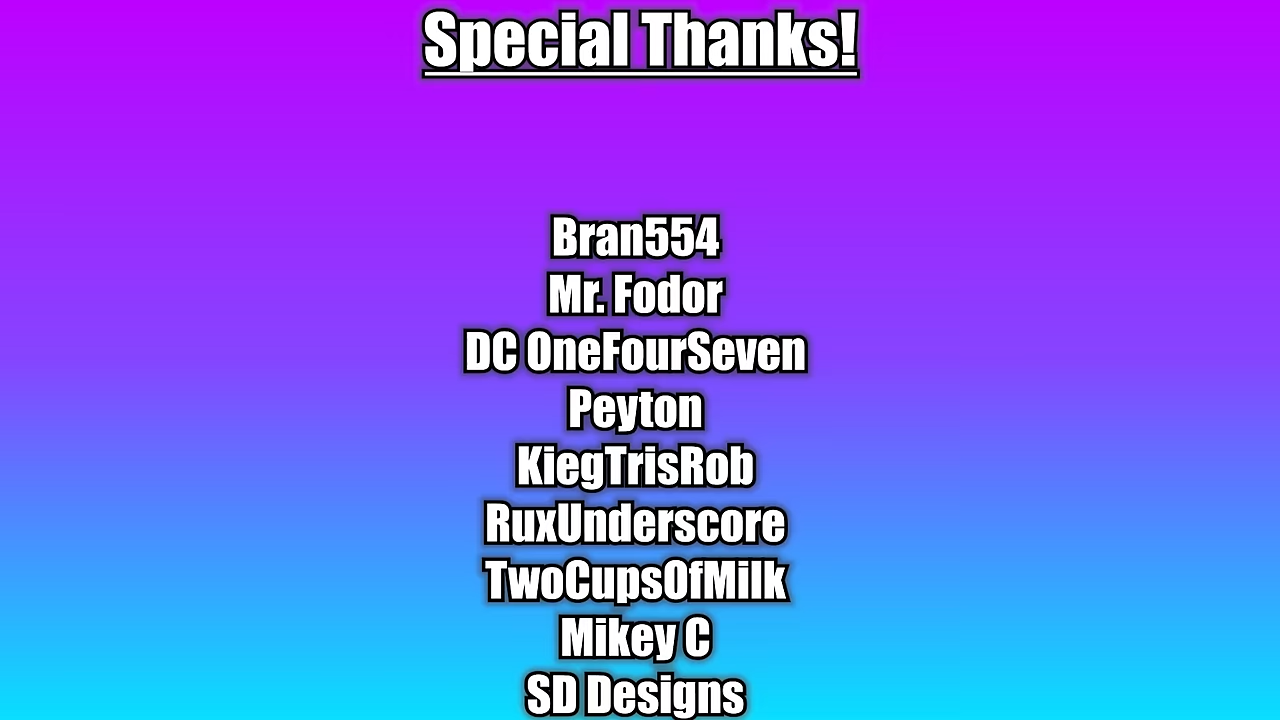 Special Thanks!
Bran554
Mr. Fodor
DC OneFourSeven
Peyton
KiegTrisRob
RuxUnderscore
TwoCupsOfMilk
Mikey C
SD Designs